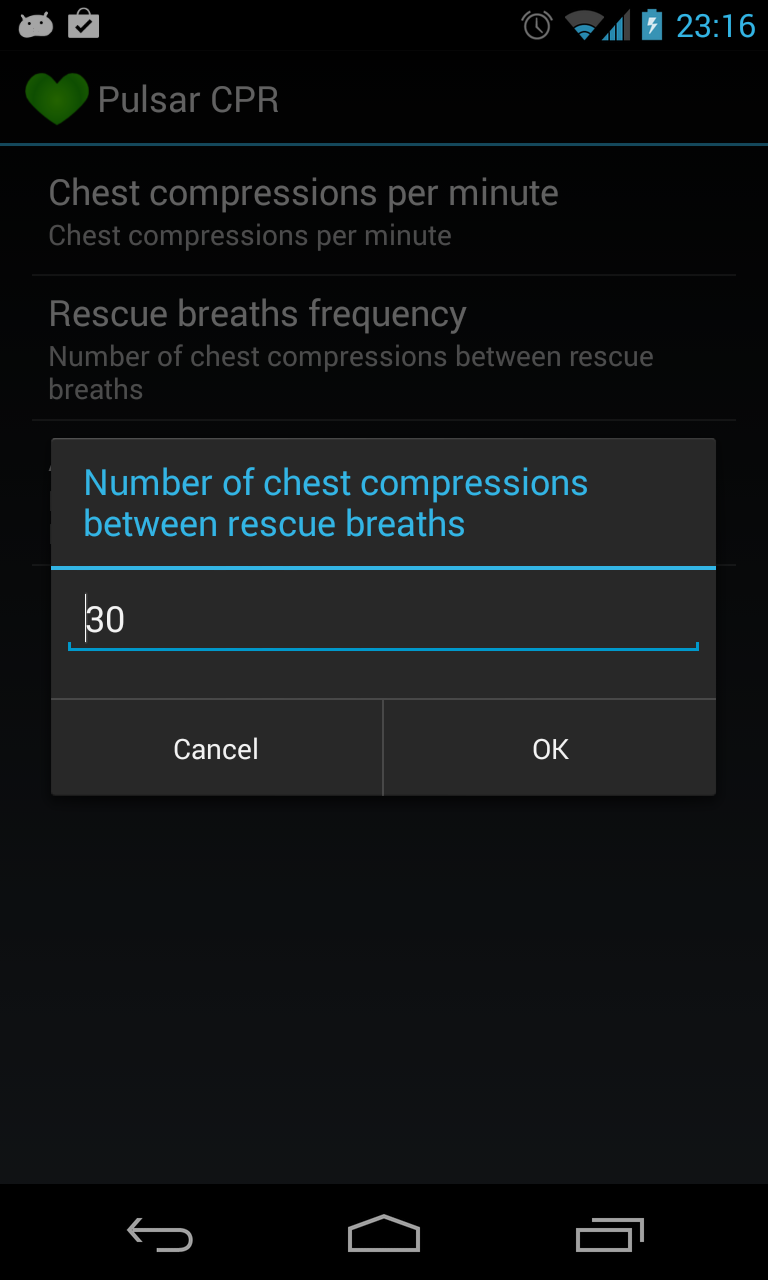 23:16
Pulsar CPR
Chest compressions per minute
Chest compressions per minute
Rescue breaths frequency
Number of chest compressions between rescue
breaths
Number of chest compressions
between rescue breaths
30
Cancel
OK